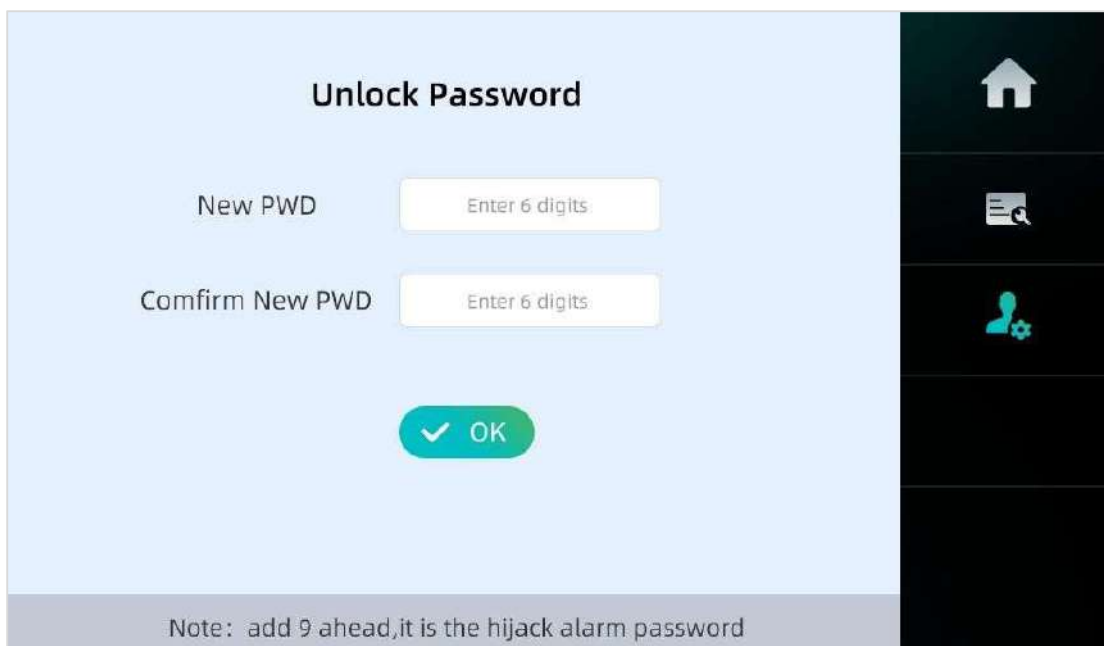 Unlock Password
New PWD Enter 6 digits
Comfirm New PWD Enter 6 digits
OK
Note: add 9 ahead,it is the hijack alarm password